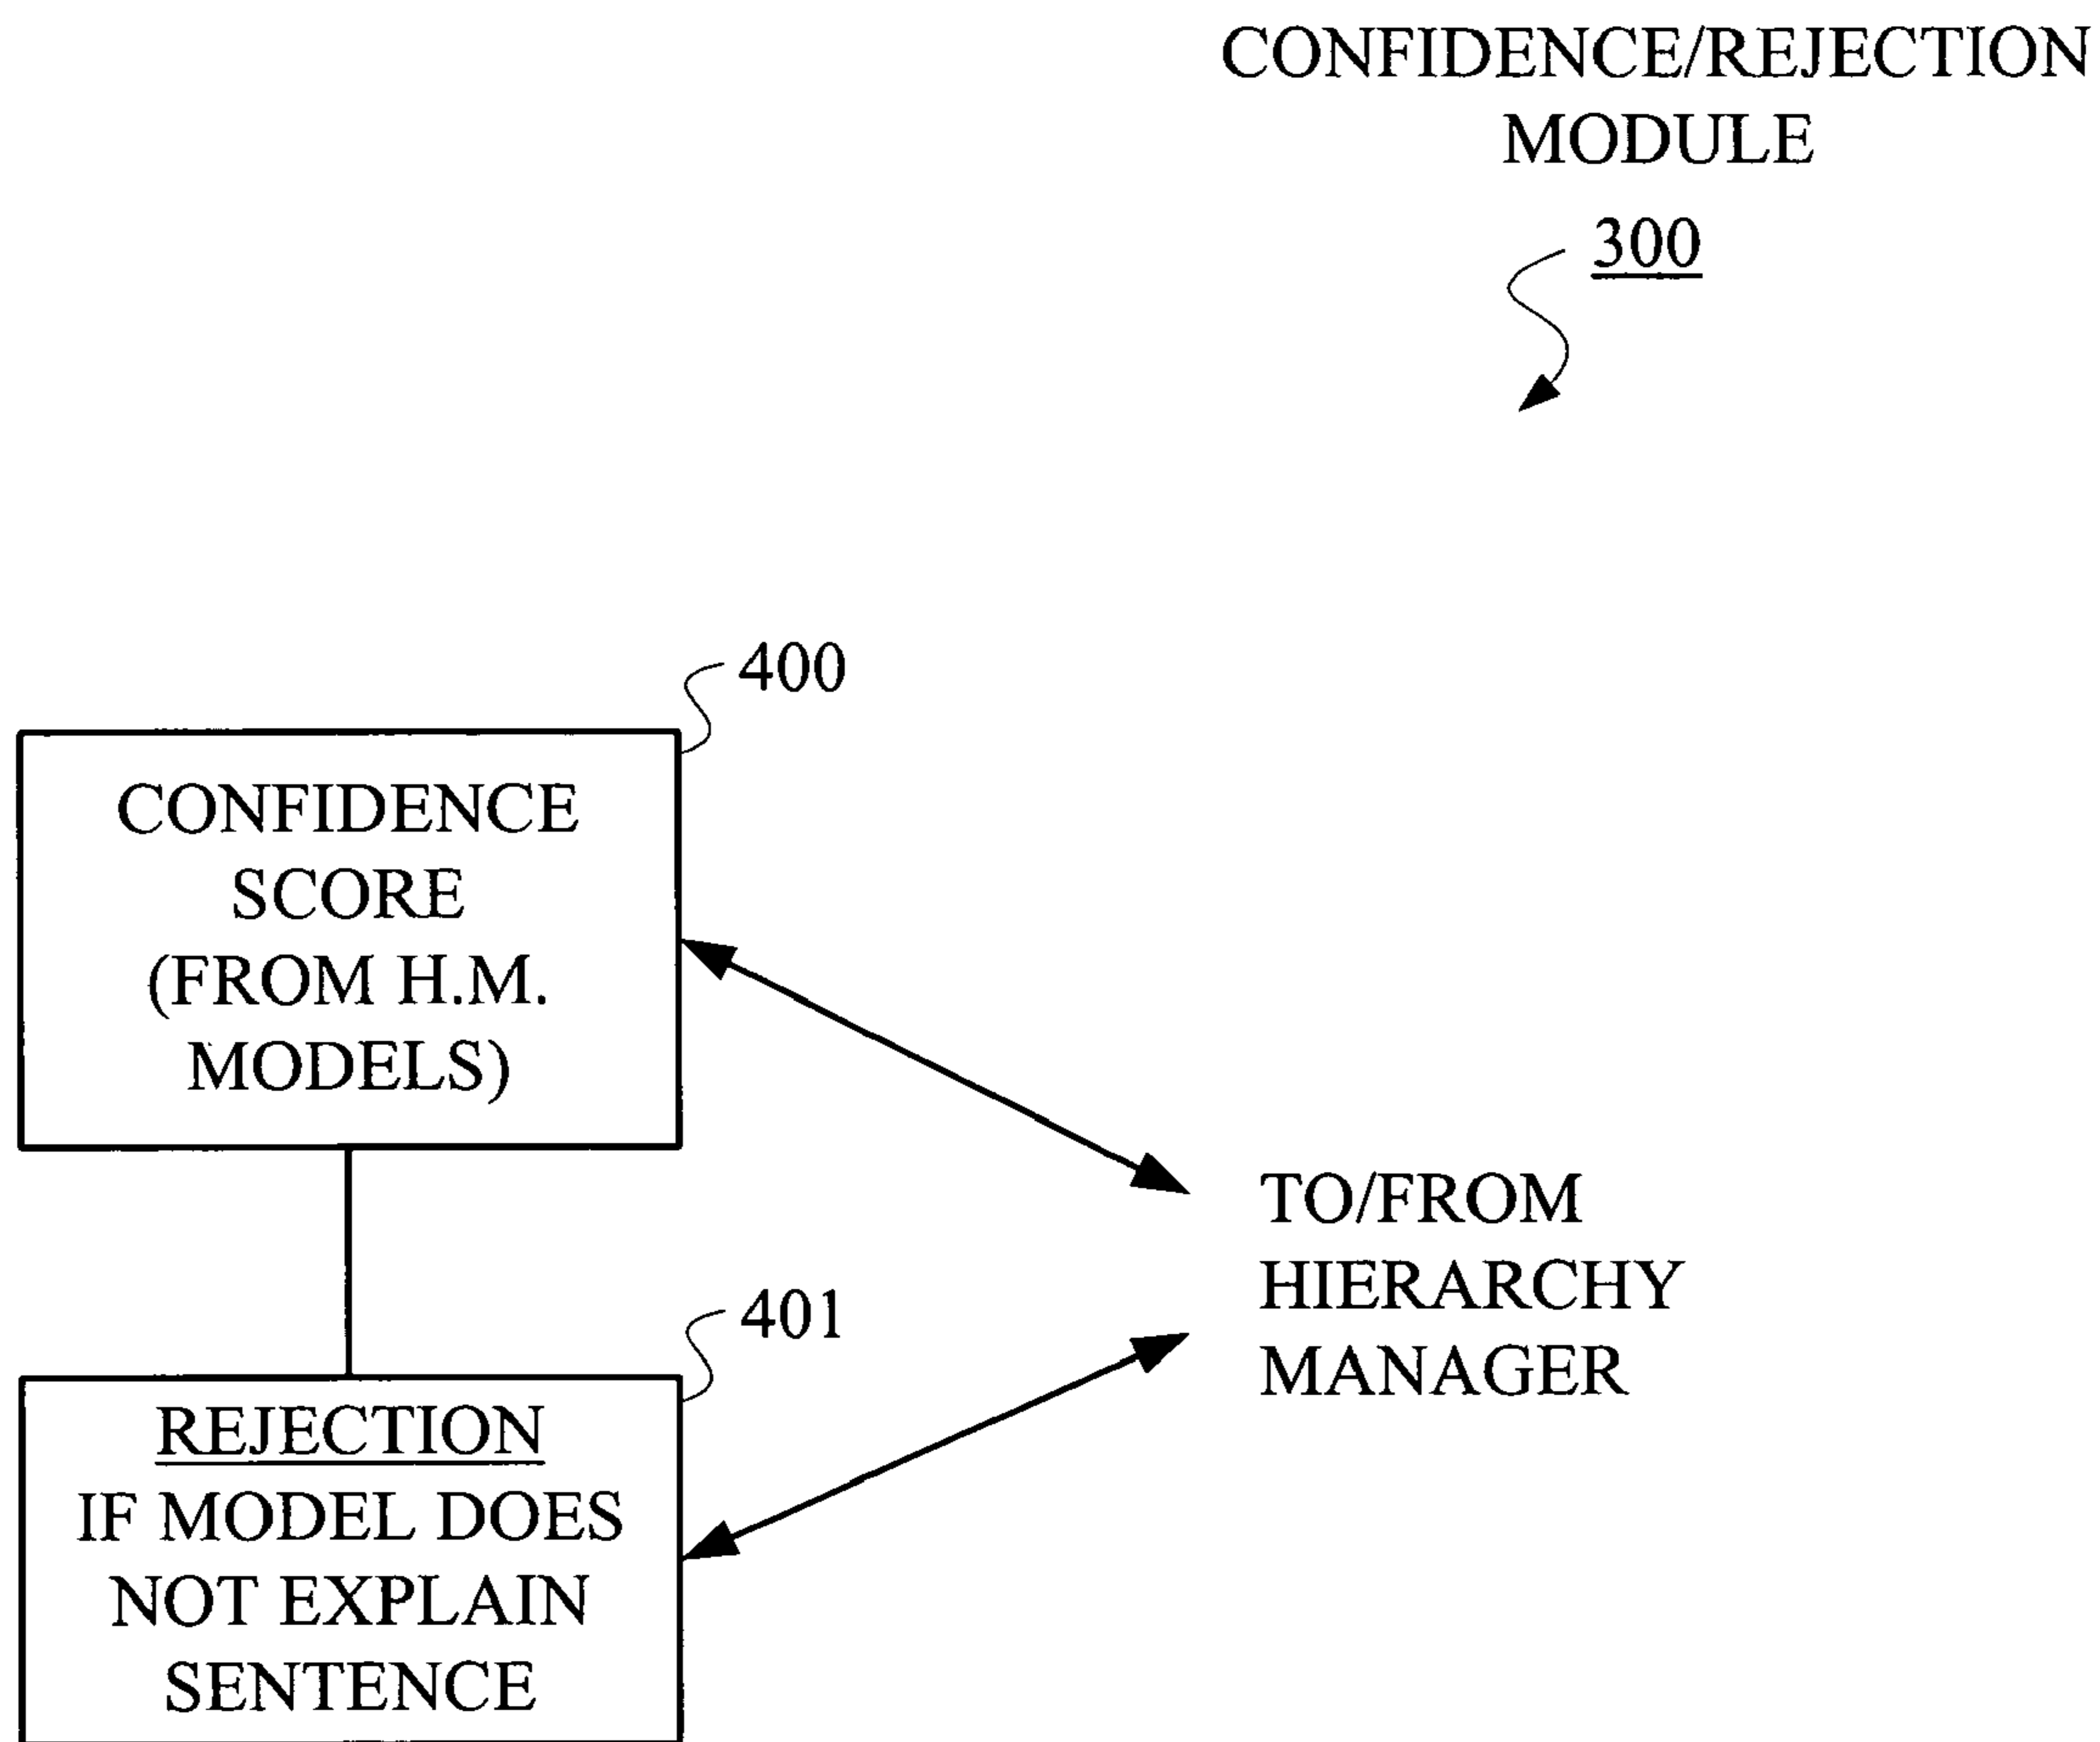 CONFIDENCE/REJECTION
MODULE
300
400
CONFIDENCE
SCORE
(FROM H.M.
MODELS)
TO/FROM
HIERARCHY
MANAGER
401
REJECTION
IF MODEL DOES
NOT EXPLAIN
SENTENCE